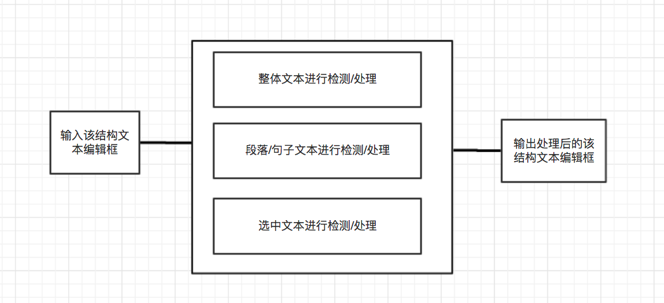 输入该结构文
本编辑框
整体文本进行检测/处理
段落/句子文本进行检测/处理
选中文本进行检测/处理
输出处理后的该
结构文本编辑框